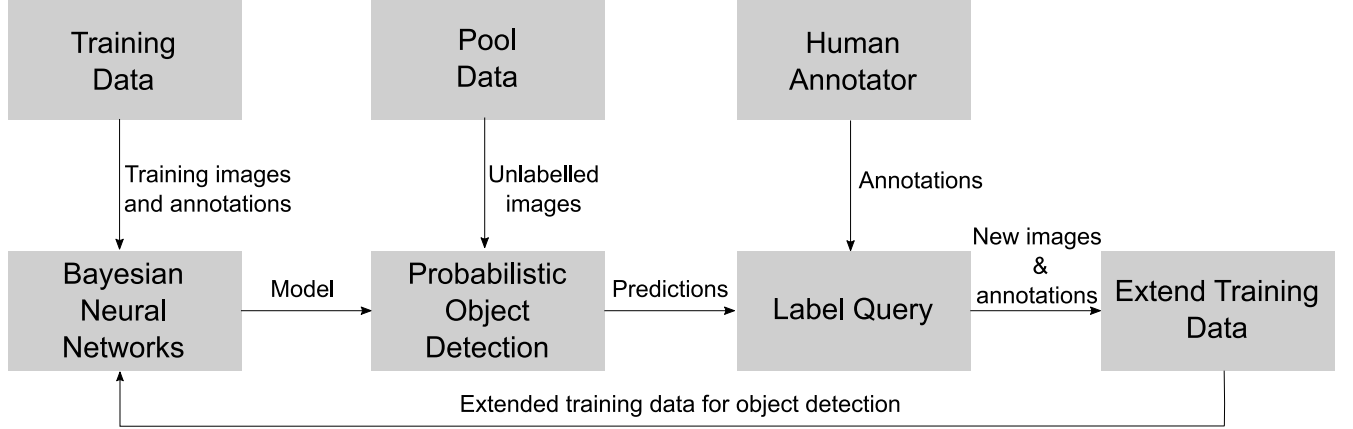 Training
Data
Pool
Data
Human
Annotator
Training images
and annotations
Unlabelled
images
Annotations
Bayesian
Neural
Networks
Model
Probabilistic
Object
Detection
Predictions
Label Query
New images
&
annotations
Extend Training
Data
Extended training data for object detection